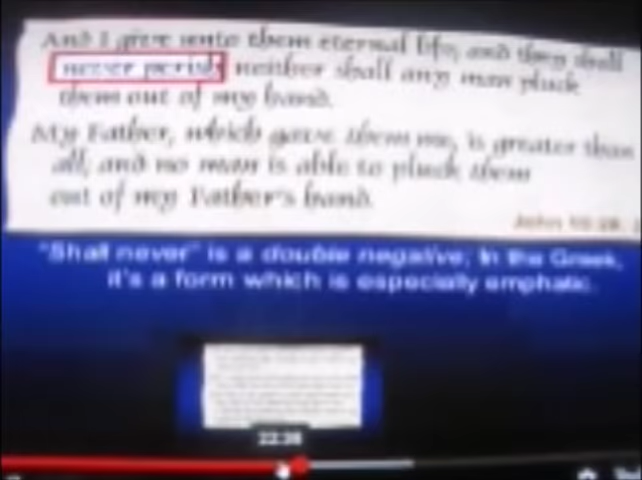 And I give unto them eternal life, and they shall
never perish neither shall any man pluck
them out of my hand.
My Father, which gave them me, is greater than
all, and no man is able to pluck them
out of my Father's hand.
John 10:28,
"Shall never" is a double negative; In the Greek,
it's a form which is especially emphatic.